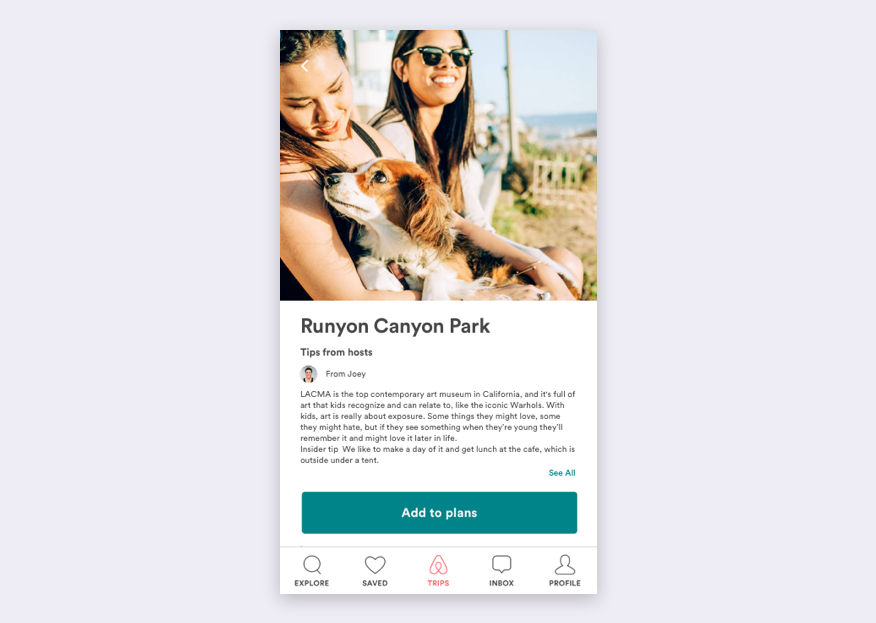 Runyon Canyon Park
Tips from hosts
From Joey
LACMA is the top contemporary art museum in California, and it's full of
art that kids recognize and can relate to, like the iconic Warhols. With
kids, art is really about exposure. Some things they might love, some
they might hate, but if they see something when they're young they'll
remember it and might love it later in life.
Insider tip We like to make a day of it and get lunch at the cafe, which is
outside under a tent.
See All
Add to plans
EXPLORE SAVED TRIPS INBOX PROFILE